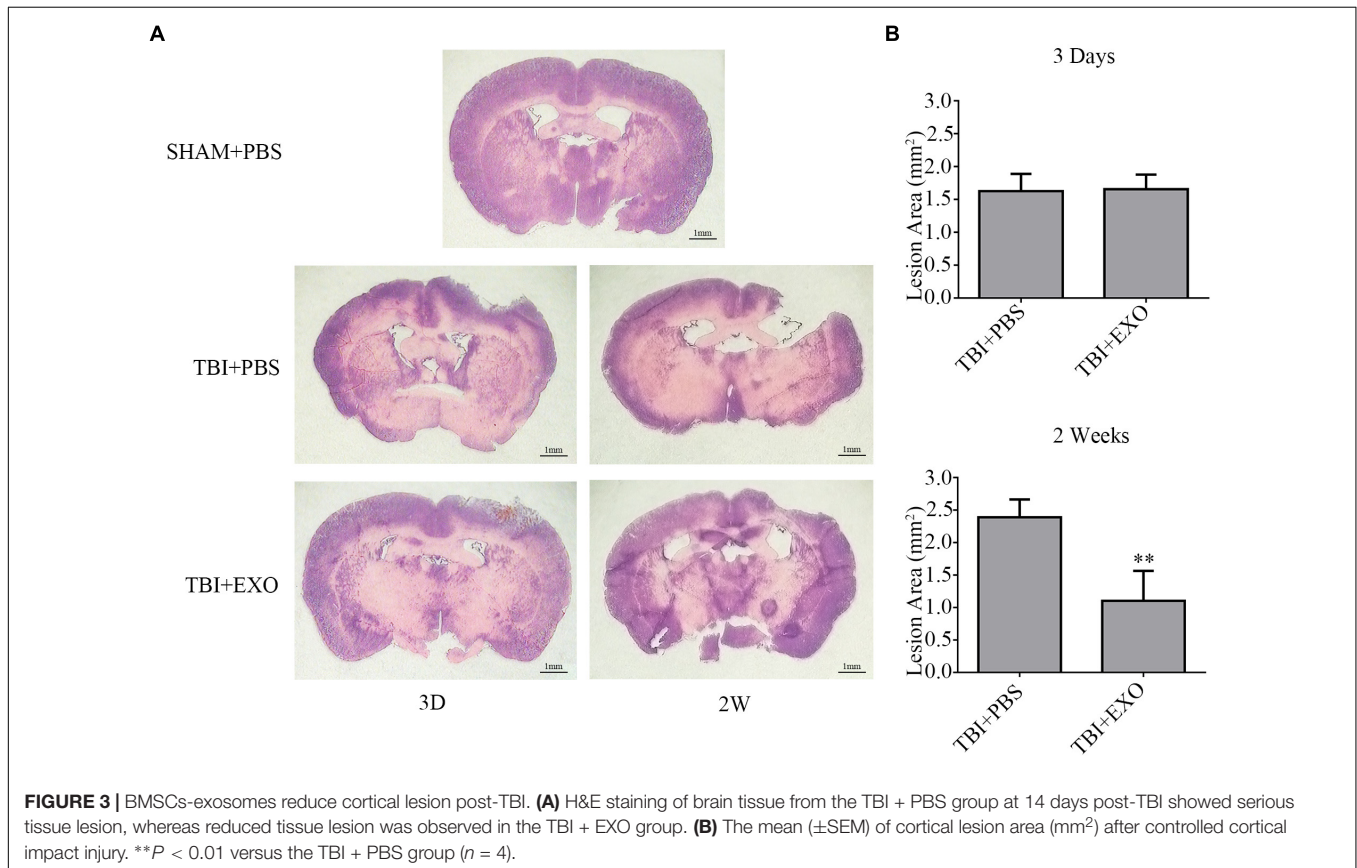 A
B
SHAM+PBS
1mm
TBI+PBS
1mm
1mm
TBI+EXO
1mm
1mm
3D
2W
3 Days
Lesion Area (mm²)
3.0
2.5
2.0
1.5
1.0
0.5
0.0
TBI+PBS
TBI+EXO
2 Weeks
Lesion Area (mm²)
3.0
2.5
2.0
1.5
1.0
0.5
0.0
**
TBI+PBS
TBI+EXO
FIGURE 3 | BMSCs-exosomes reduce cortical lesion post-TBI. (A) H&E staining of brain tissue from the TBI + PBS group at 14 days post-TBI showed serious
tissue lesion, whereas reduced tissue lesion was observed in the TBI + EXO group. (B) The mean (±SEM) of cortical lesion area (mm²) after controlled cortical
impact injury. **P < 0.01 versus the TBI + PBS group (n = 4).